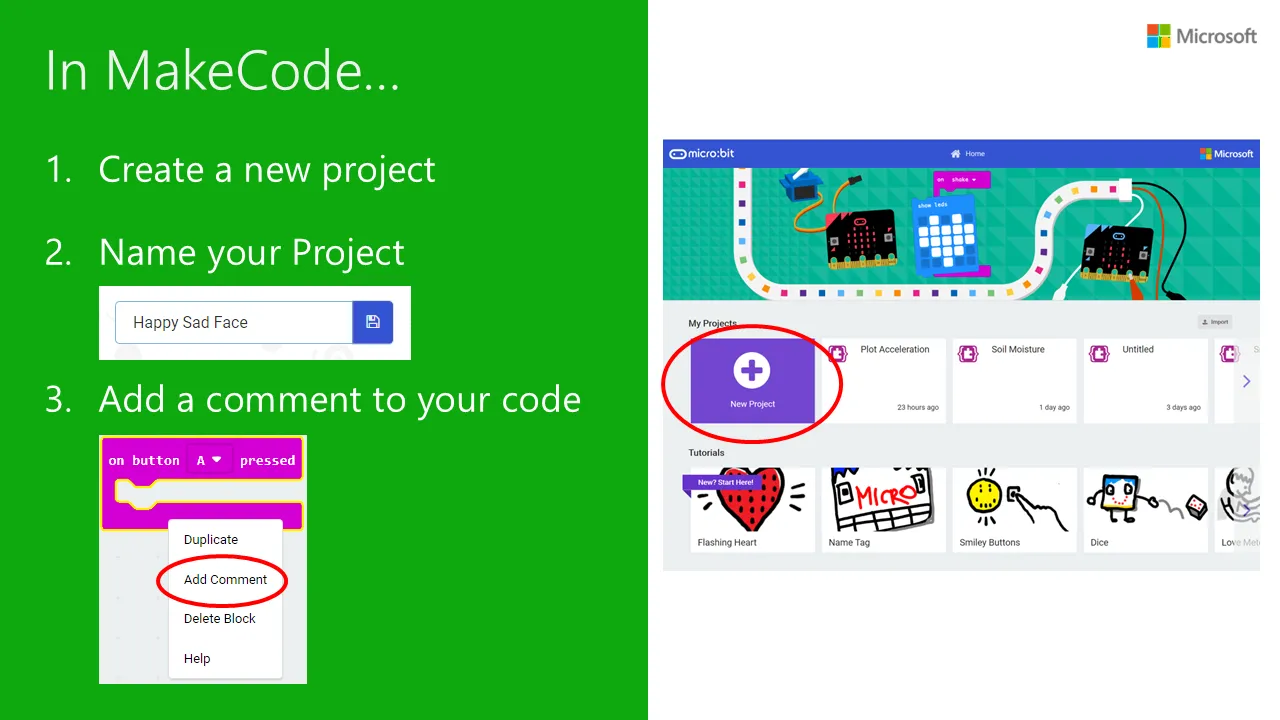 In MakeCode...
1. Create a new project
2. Name your Project
Happy Sad Face
3. Add a comment to your code
on button A pressed
Duplicate
Add Comment
Delete Block
Help
Microsoft
micro:bit
Home
Microsoft
on shake
show leds
My Projects
Import
New Project
Plot Acceleration
23 hours ago
Soil Moisture
1 day ago
Untitled
3 days ago
S
Tutorials
New? Start Here!
Flashing Heart
MICRO
Name Tag
Smiley Buttons
Dice
Love Met